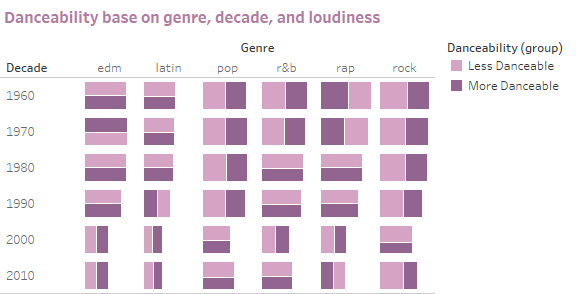 Danceability base on genre, decade, and loudiness
Genre
Decade edm latin pop r&b rap rock
1960
1970
1980
1990
2000
2010
Danceability (group)
Less Danceable
More Danceable